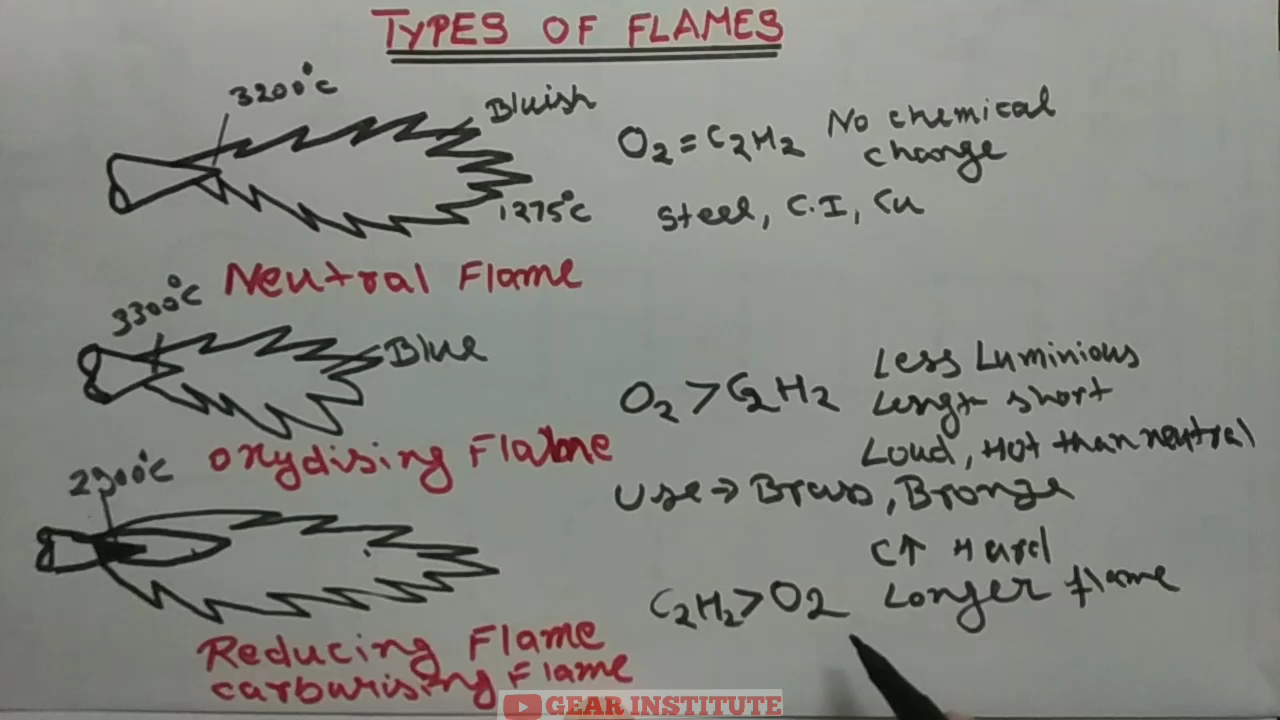 TYPES OF FLAMES
3200°C
Bluish
O2 = C2H2 No chemical change
1275°C
Steel, C.I, Cu
Neutral Flame
3300°C
Blue
O2 > C2H2
Less Luminious
Length short
Loud, Hot than neutral
Oxydising Flame
Use → Brass, Bronze
2900°C
C↑ Hard
C2H2 > O2 Longer flame
Reducing Flame
carburising Flame
GEAR INSTITUTE